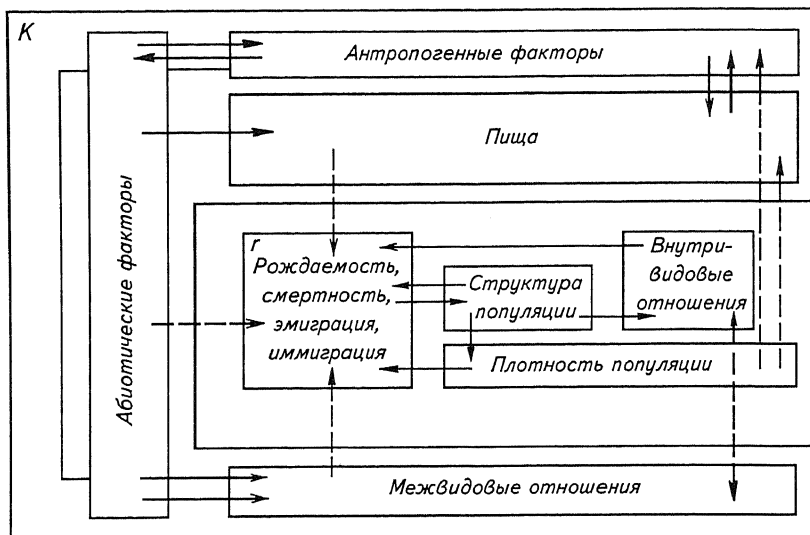 K
Антропогенные факторы
Пища
Абиотические факторы
r
Рождаемость,
смертность,
эмиграция,
иммиграция
Структура
популяции
Внутри-
видовые
отношения
Плотность популяции
Межвидовые отношения